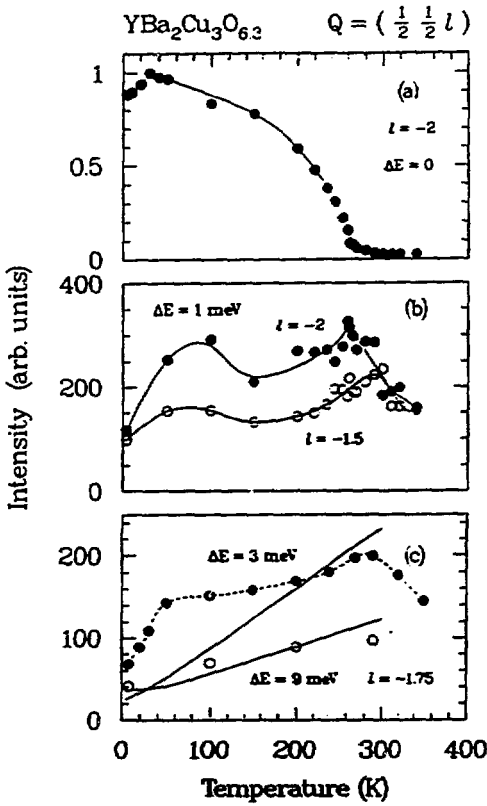 YBa₂Cu₃O₆.₃ Q = ( ½ ½ l )
1
(a)
l = -2
0.5
ΔE = 0
0
400
ΔE = 1 meV
(b)
l = -2
200
l = -1.5
0
Intensity (arb. units)
(c)
200
ΔE = 3 meV
100
ΔE = 9 meV l = -1.75
0
0 100 200 300 400
Temperature (K)